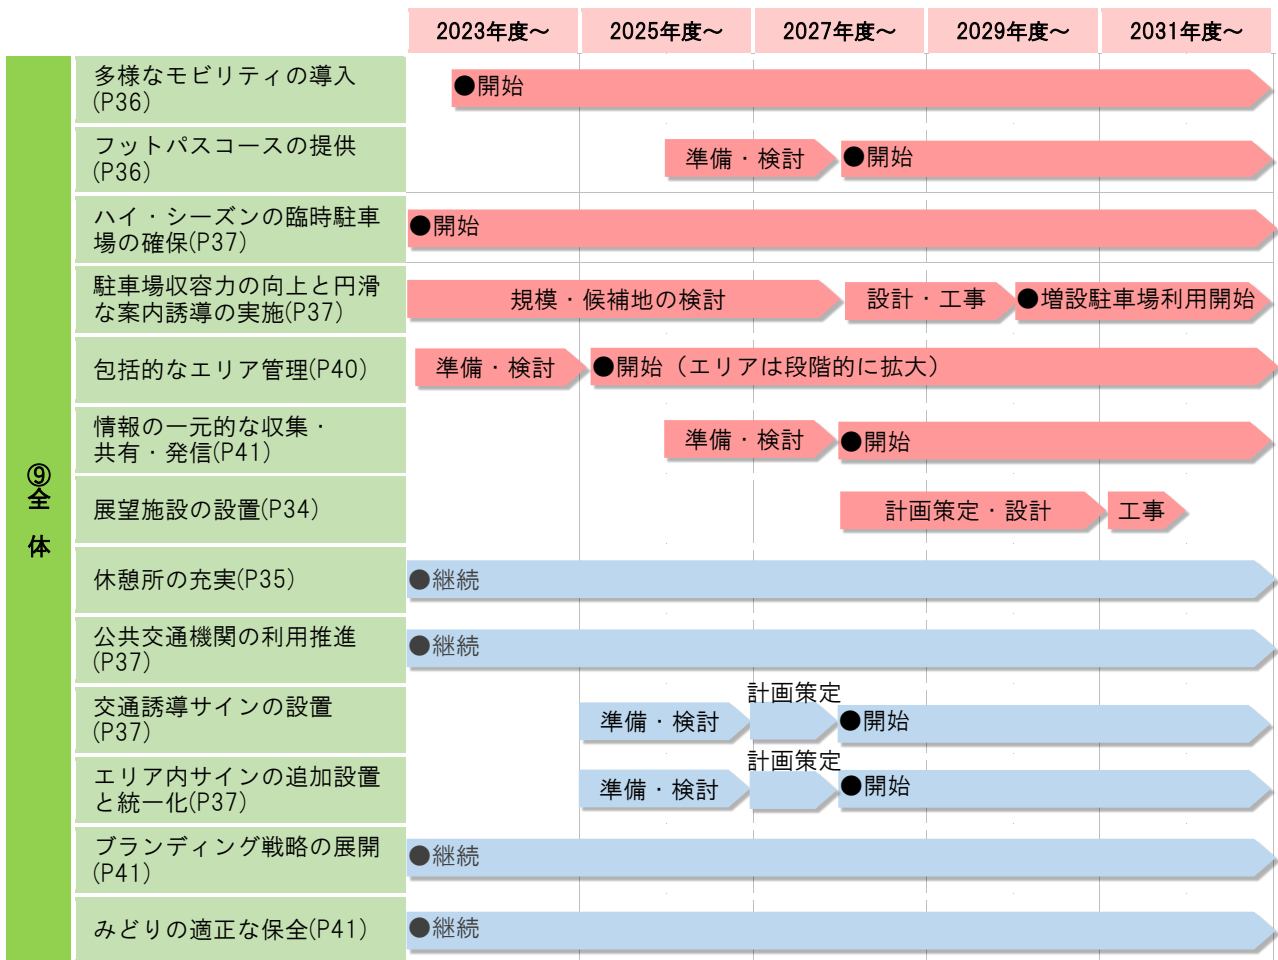 2023年度～ 2025年度～ 2027年度～ 2029年度～ 2031年度～
⑨全体
多様なモビリティの導入
(P36)
●開始
フットパスコースの提供
(P36)
準備・検討 ●開始
ハイ・シーズンの臨時駐車
場の確保(P37)
●開始
駐車場収容力の向上と円滑
な案内誘導の実施(P37)
規模・候補地の検討 設計・工事 ●増設駐車場利用開始
包括的なエリア管理(P40)
準備・検討 ●開始（エリアは段階的に拡大）
情報の一元的な収集・
共有・発信(P41)
準備・検討 ●開始
展望施設の設置(P34)
計画策定・設計 工事
休憩所の充実(P35)
●継続
公共交通機関の利用推進
(P37)
●継続
交通誘導サインの設置
(P37)
準備・検討 計画策定 ●開始
エリア内サインの追加設置
と統一化(P37)
準備・検討 計画策定 ●開始
ブランディング戦略の展開
(P41)
●継続
みどりの適正な保全(P41)
●継続